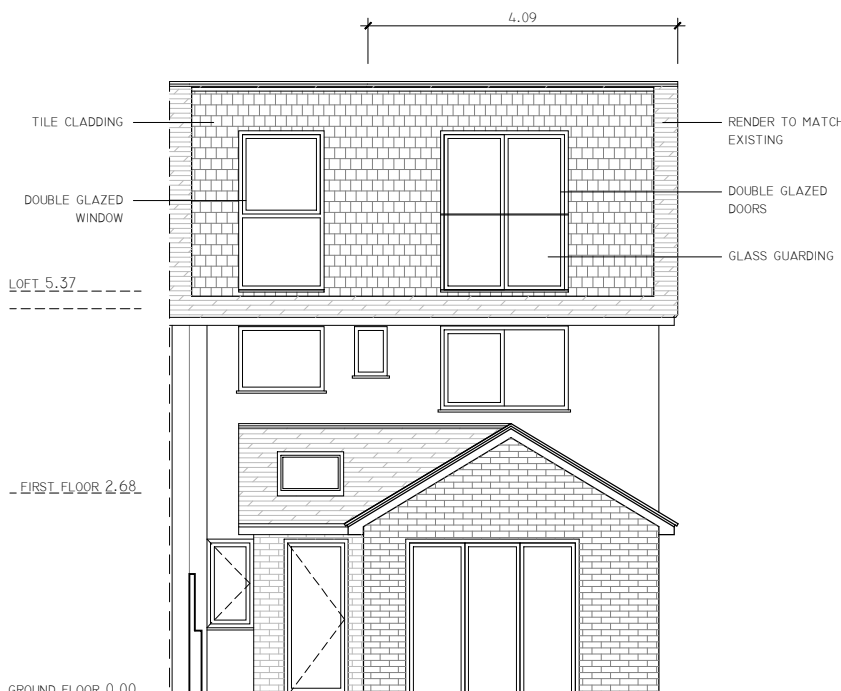 4.09
TILE CLADDING
RENDER TO MATCH
EXISTING
DOUBLE GLAZED
WINDOW
DOUBLE GLAZED
DOORS
GLASS GUARDING
LOFT 5.37
FIRST FLOOR 2.68
GROUND FLOOR 0.00